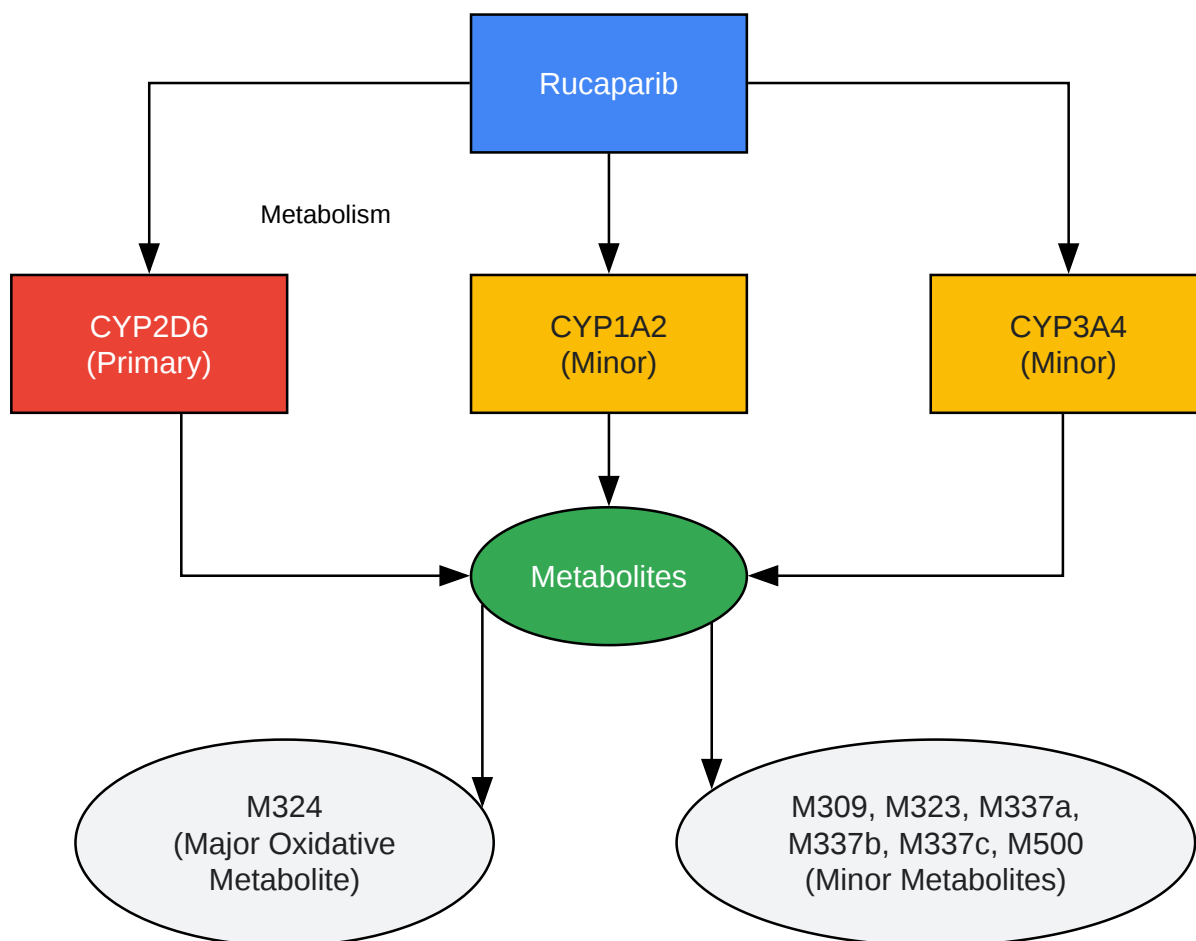 Rucaparib
Metabolism
CYP2D6
(Primary)
CYP1A2
(Minor)
CYP3A4
(Minor)
Metabolites
M324
(Major Oxidative
Metabolite)
M309, M323, M337a,
M337b, M337c, M500
(Minor Metabolites)